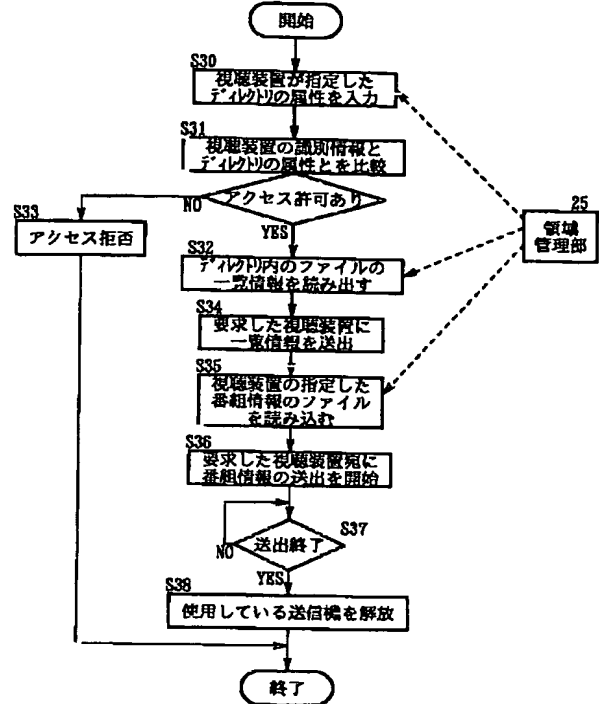 開始
S30
視聴装置が指定した
ディレクトリの属性を入力
S31
視聴装置の識別情報と
ディレクトリの属性とを比較
アクセス許可あり
NO
YES
S33
アクセス拒否
25
領域
管理部
S32
ディレクトリ内のファイルの
一覧情報を読み出す
S34
要求した視聴装置に
一覧情報を送出
S35
視聴装置の指定した
番組情報のファイル
を読み込む
S36
要求した視聴装置宛に
番組情報の送出を開始
S37
送出終了
NO
YES
S38
使用している送信機を解放
終了